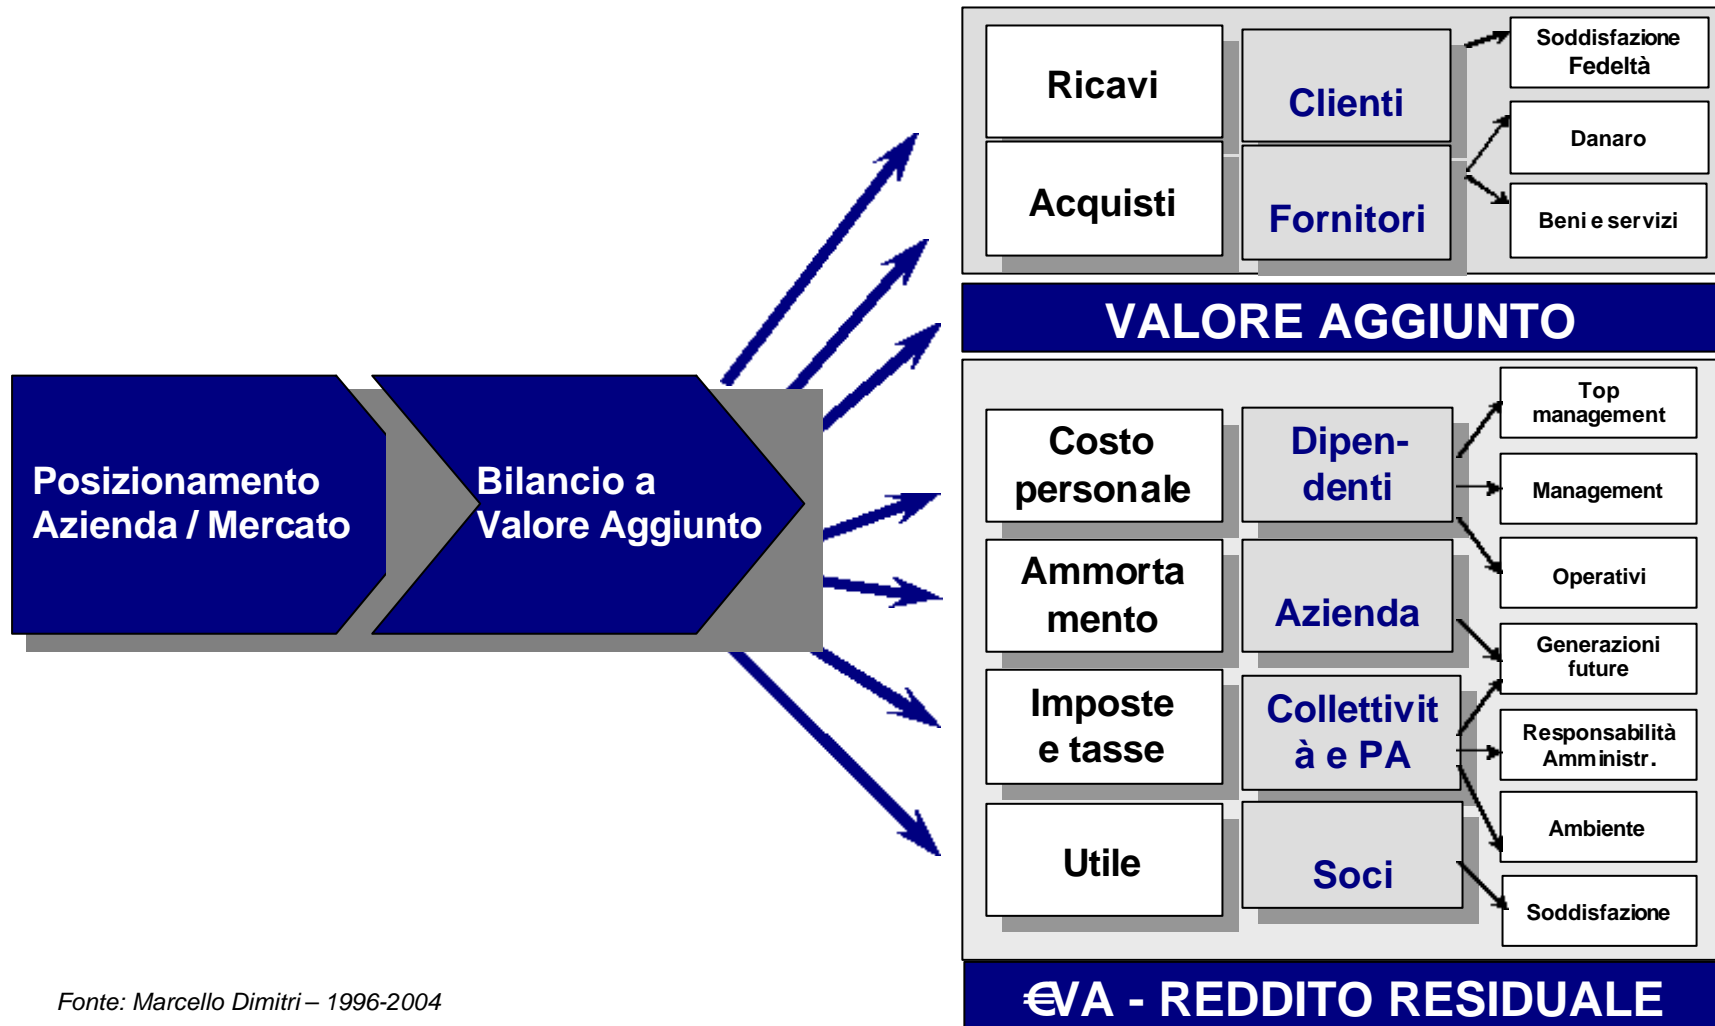 Posizionamento
Azienda / Mercato
Bilancio a
Valore Aggiunto
Ricavi
Clienti
Soddisfazione
Fedeltà
Danaro
Acquisti
Fornitori
Beni e servizi
VALORE AGGIUNTO
Costo
personale
Dipen-
denti
Top
management
Management
Operativi
Ammorta
mento
Azienda
Generazioni
future
Imposte
e tasse
Collettivit
à e PA
Responsabilità
Amministr.
Ambiente
Utile
Soci
Soddisfazione
€VA - REDDITO RESIDUALE
Fonte: Marcello Dimitri – 1996-2004